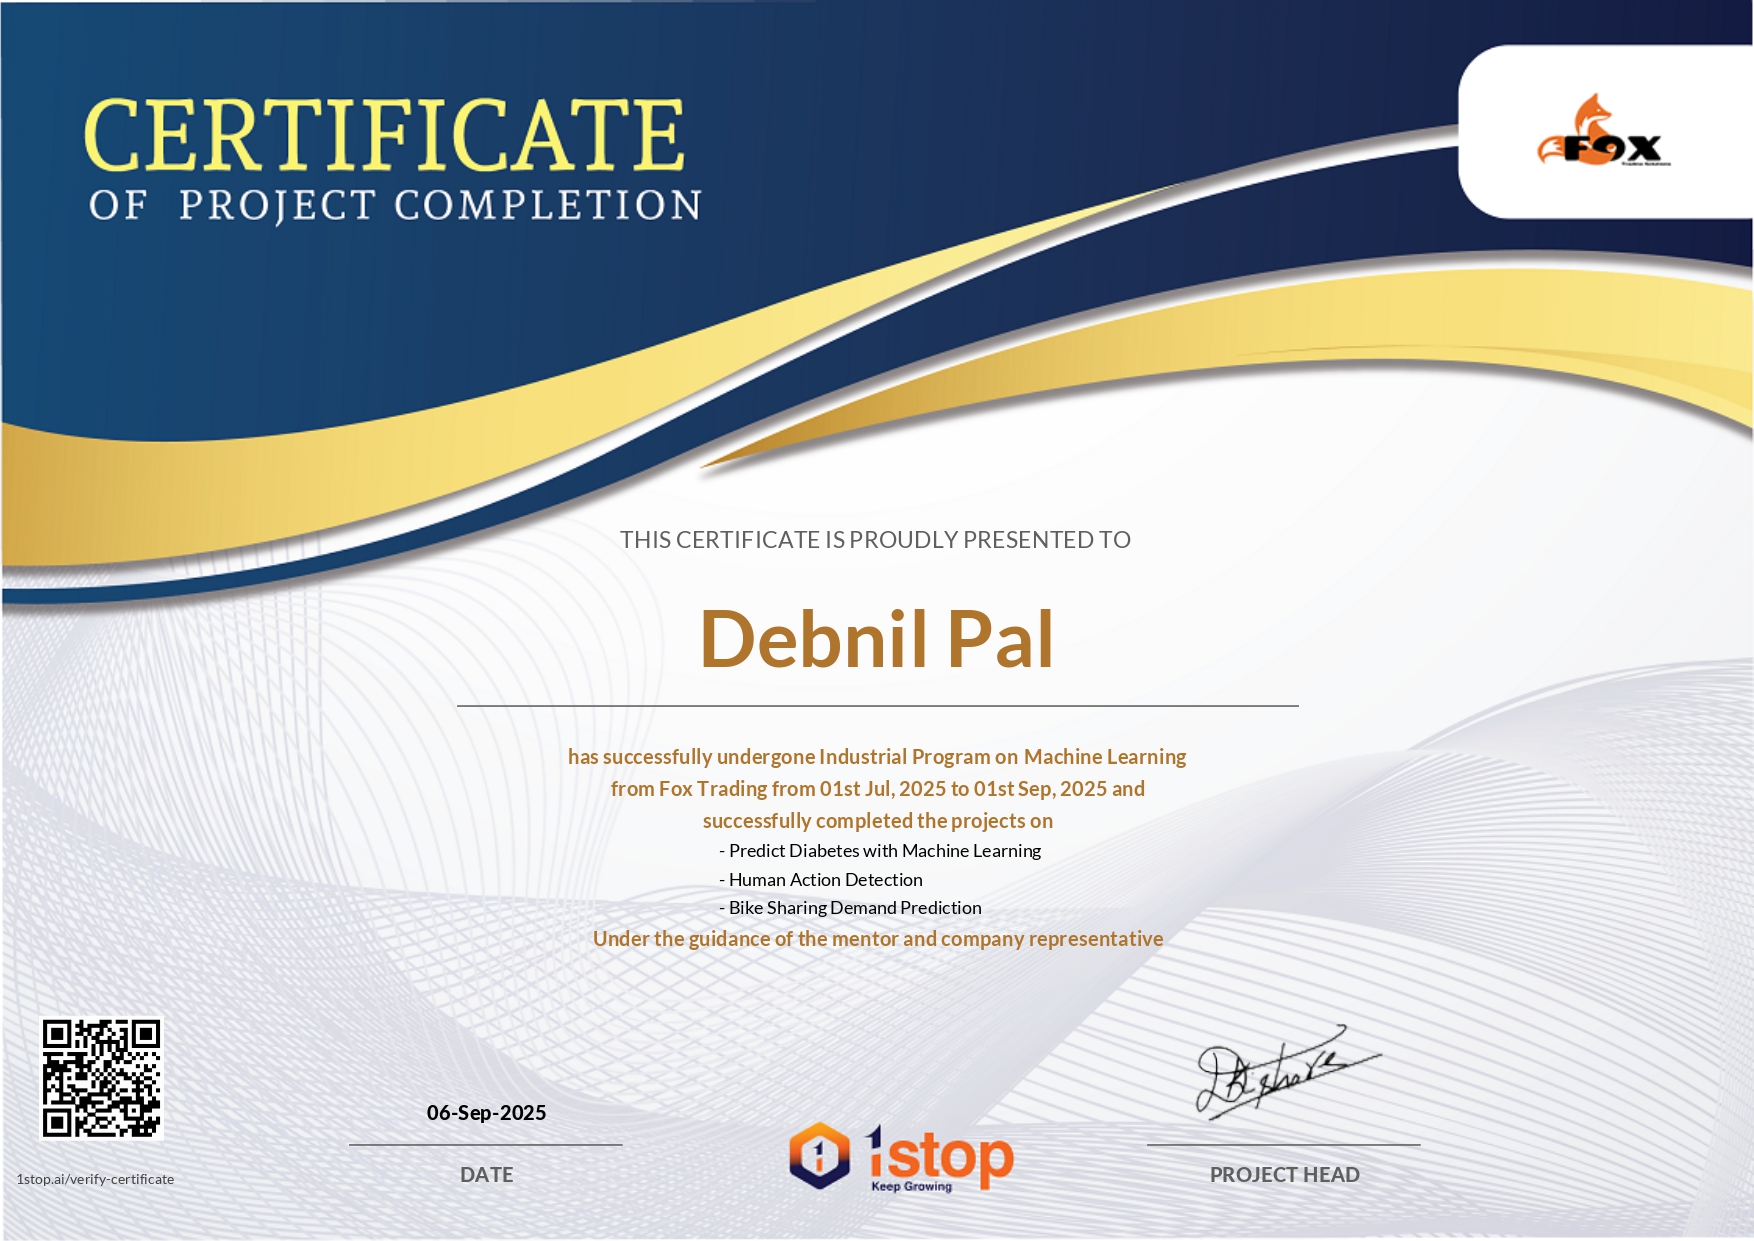 CERTIFICATE
OF PROJECT COMPLETION
FOX
THIS CERTIFICATE IS PROUDLY PRESENTED TO
Debnil Pal
has successfully undergone Industrial Program on Machine Learning
from Fox Trading from 01st Jul, 2025 to 01st Sep, 2025 and
successfully completed the projects on
- Predict Diabetes with Machine Learning
- Human Action Detection
- Bike Sharing Demand Prediction
Under the guidance of the mentor and company representative
06-Sep-2025
DATE
1stop
Keep Growing
PROJECT HEAD
1stop.ai/verify-certificate